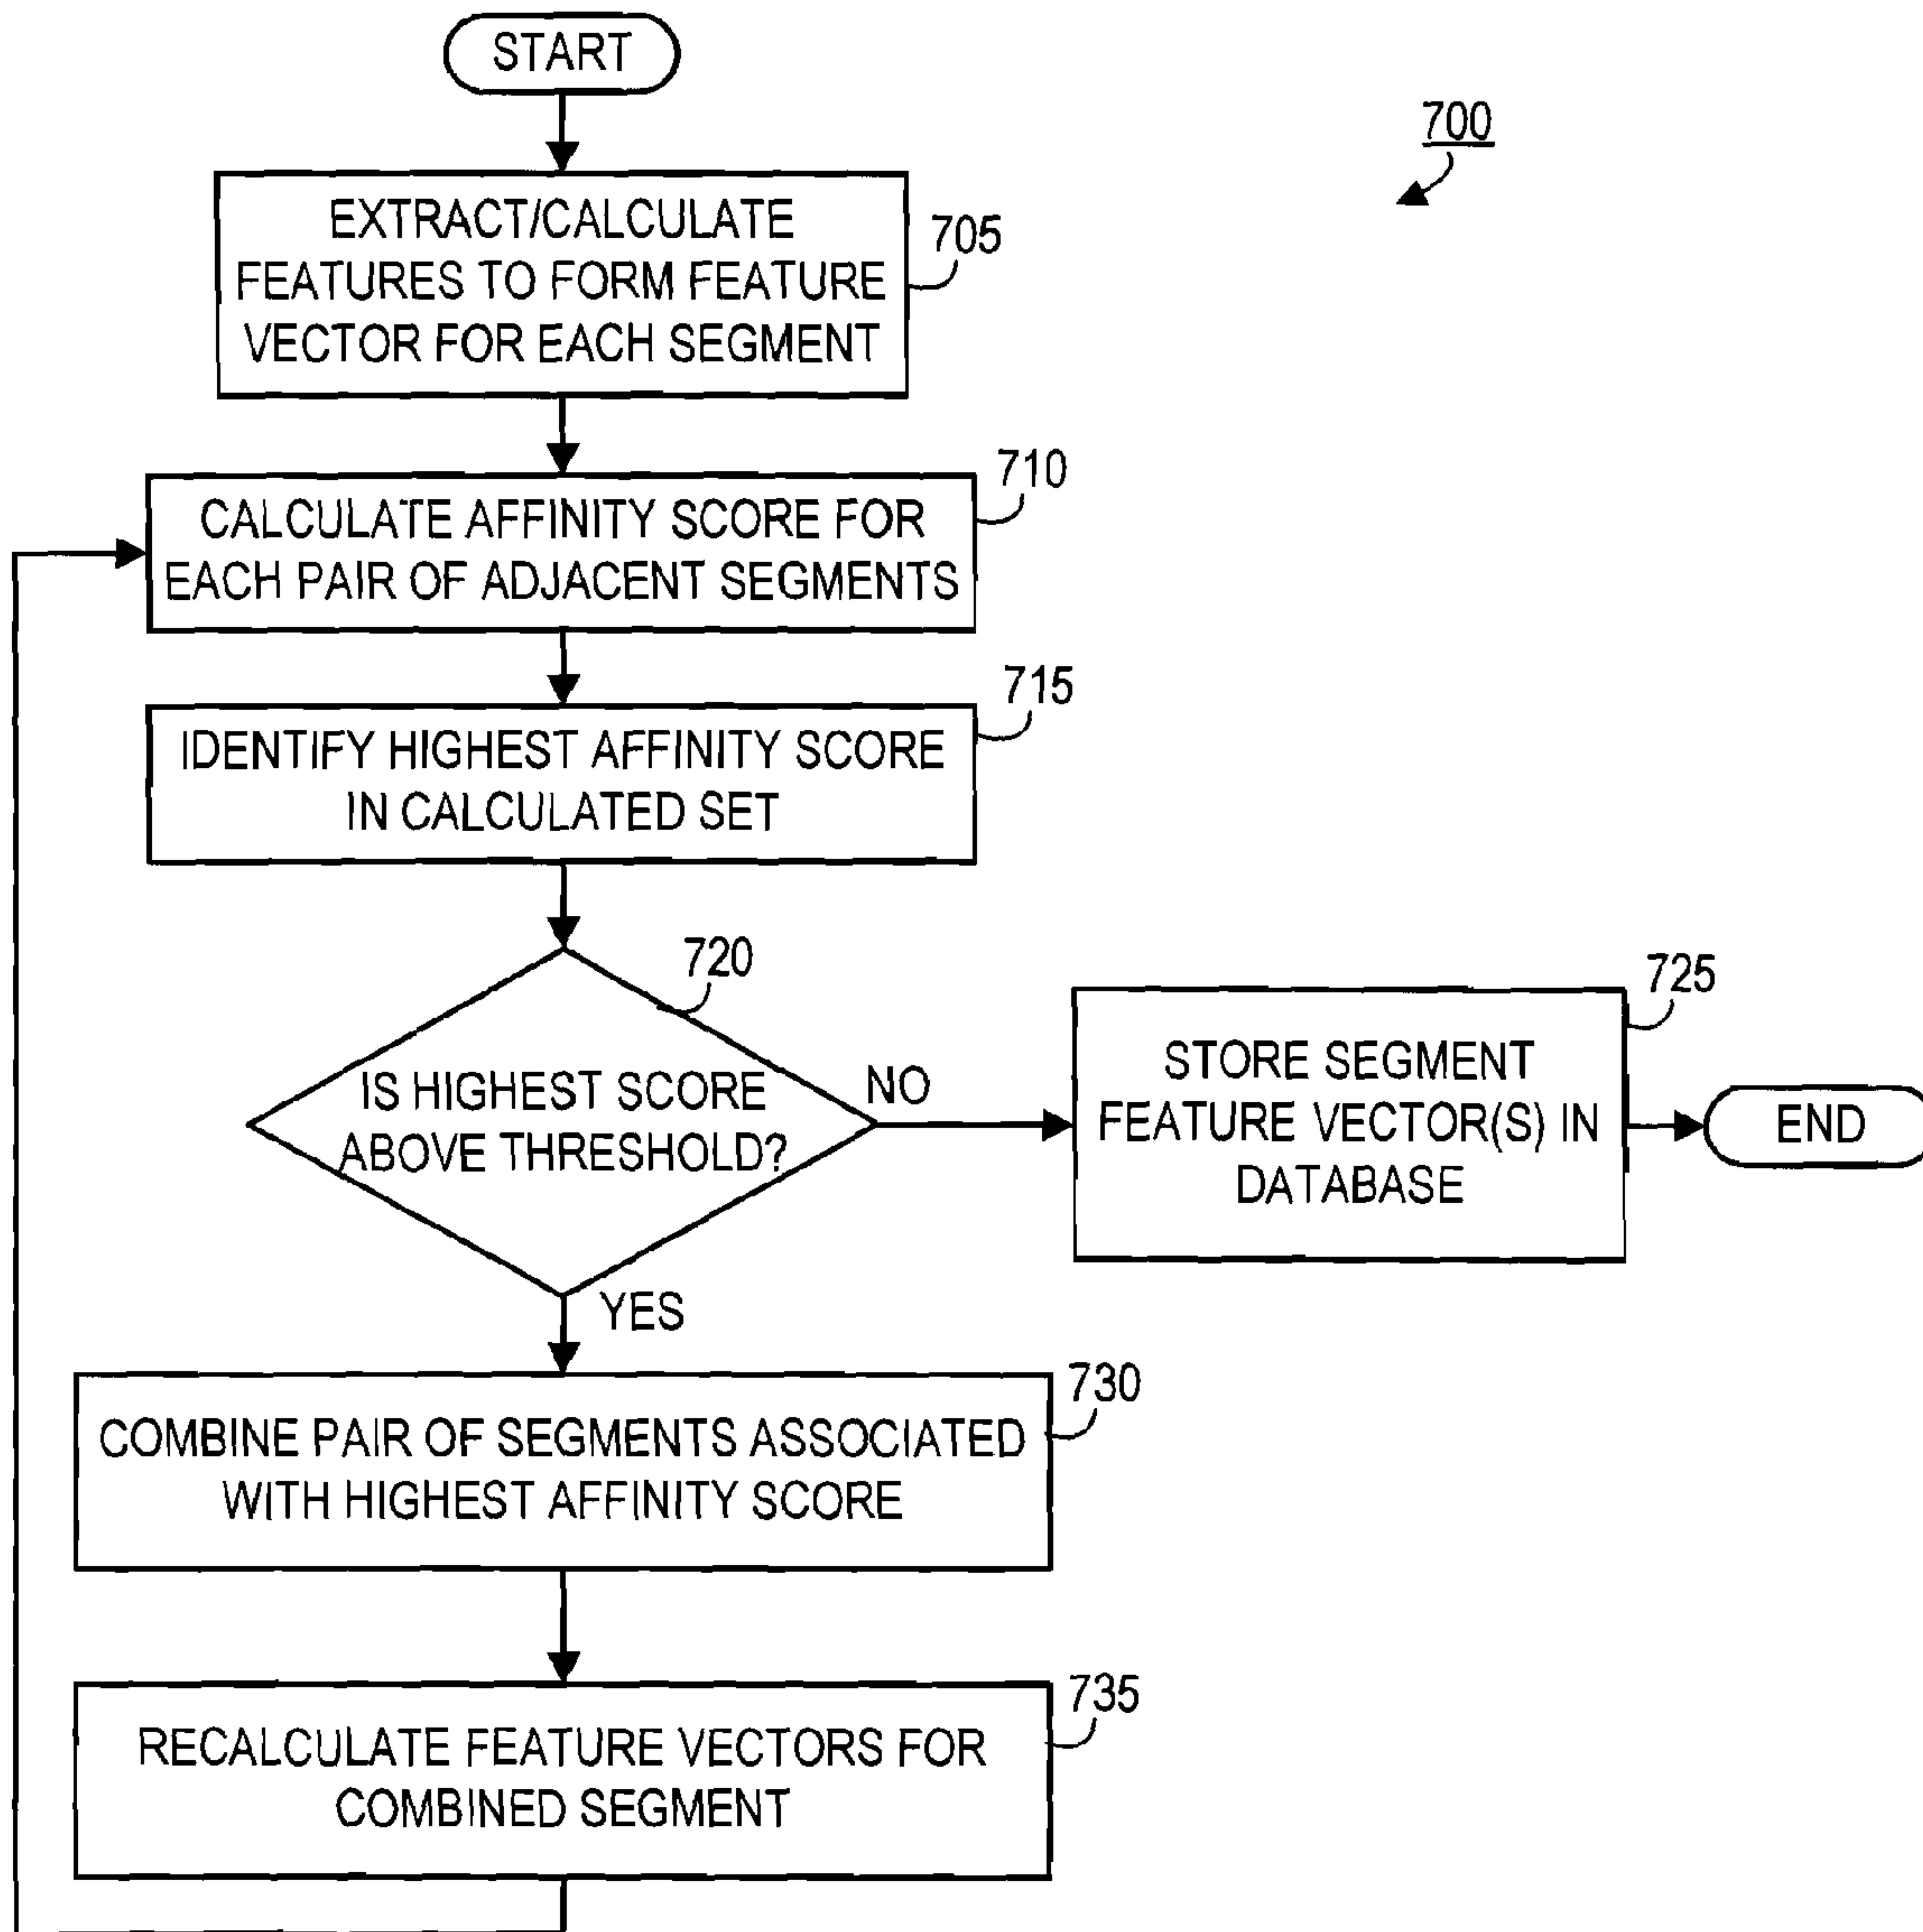 START
700
EXTRACT/CALCULATE
FEATURES TO FORM FEATURE
VECTOR FOR EACH SEGMENT
705
CALCULATE AFFINITY SCORE FOR
EACH PAIR OF ADJACENT SEGMENTS
710
IDENTIFY HIGHEST AFFINITY SCORE
IN CALCULATED SET
715
IS HIGHEST SCORE
ABOVE THRESHOLD?
720
NO
STORE SEGMENT
FEATURE VECTOR(S) IN
DATABASE
725
END
YES
COMBINE PAIR OF SEGMENTS ASSOCIATED
WITH HIGHEST AFFINITY SCORE
730
RECALCULATE FEATURE VECTORS FOR
COMBINED SEGMENT
735